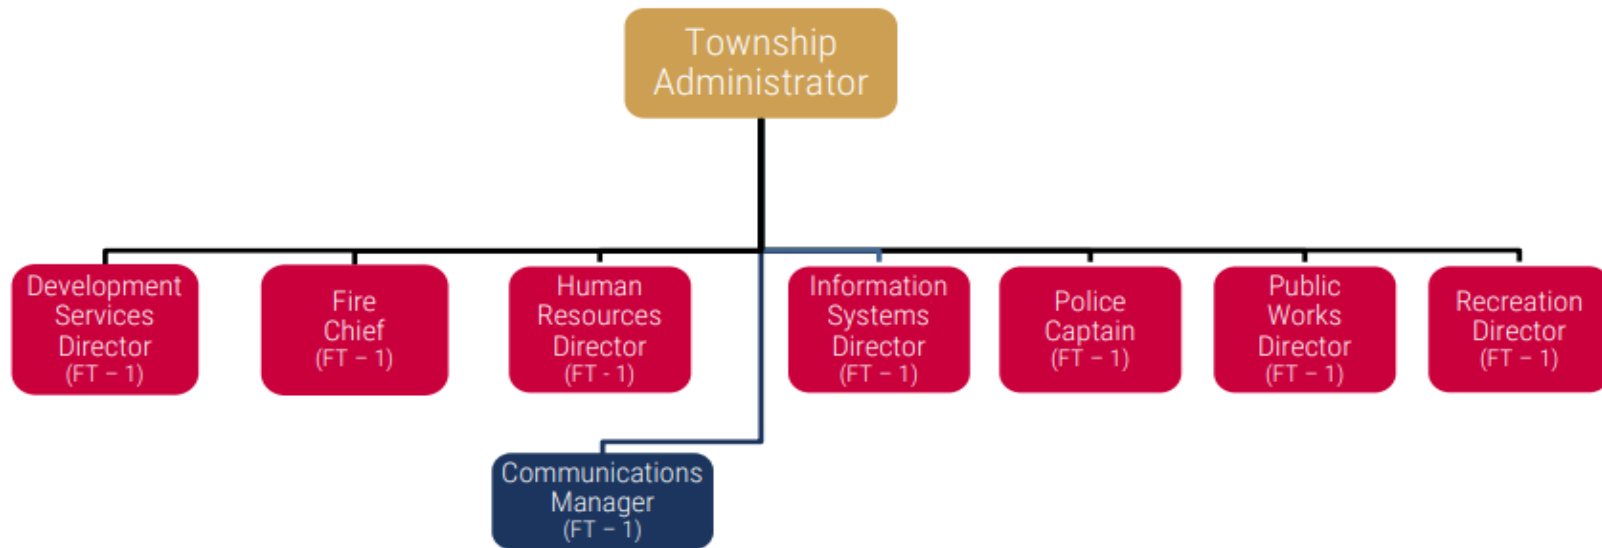 Township
Administrator
Development
Services
Director
(FT – 1)
Fire
Chief
(FT – 1)
Human
Resources
Director
(FT - 1)
Information
Systems
Director
(FT – 1)
Police
Captain
(FT – 1)
Public
Works
Director
(FT – 1)
Recreation
Director
(FT – 1)
Communications
Manager
(FT – 1)